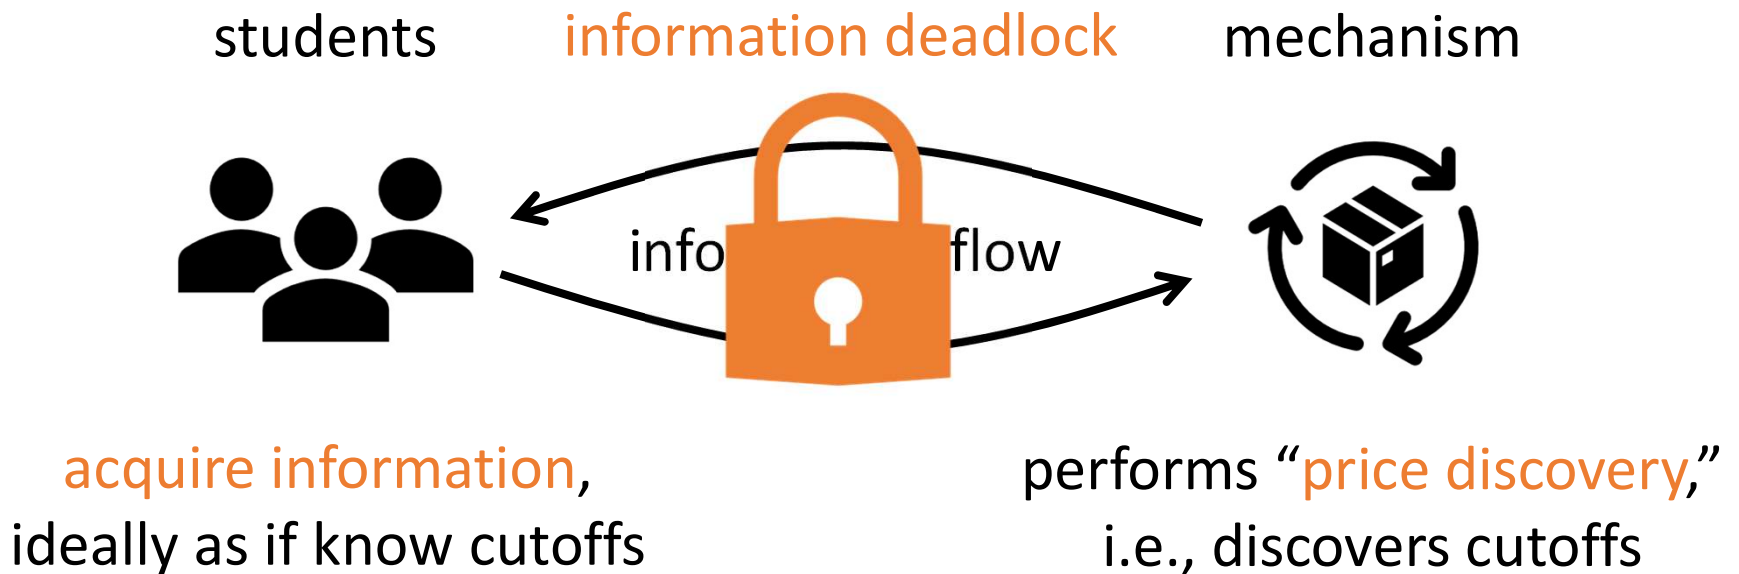 students
information deadlock
mechanism
info flow
acquire information,
ideally as if know cutoffs
performs “price discovery,”
i.e., discovers cutoffs